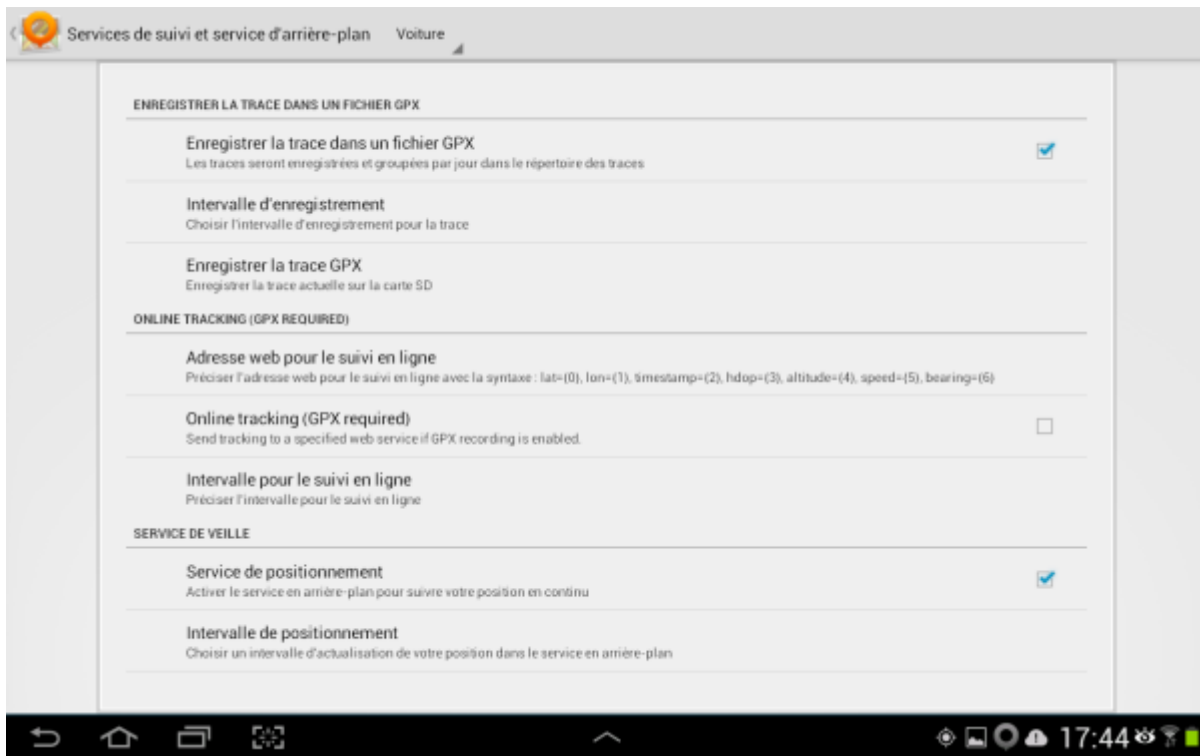 Services de suivi et service d'arrière-plan Voiture
ENREGISTRER LA TRACE DANS UN FICHIER GPX
Enregistrer la trace dans un fichier GPX
Les traces seront enregistrées et groupées par jour dans le répertoire des traces
Intervalle d'enregistrement
Choisir l'intervalle d'enregistrement pour la trace
Enregistrer la trace GPX
Enregistrer la trace actuelle sur la carte SD
ONLINE TRACKING (GPX REQUIRED)
Adresse web pour le suivi en ligne
Préciser l'adresse web pour le suivi en ligne avec la syntaxe : lat={0}, lon={1}, timestamp={2}, hdop={3}, altitude={4}, speed={5}, bearing={6}
Online tracking (GPX required)
Send tracking to a specified web service if GPX recording is enabled.
Intervalle pour le suivi en ligne
Préciser l'intervalle pour le suivi en ligne
SERVICE DE VEILLE
Service de positionnement
Activer le service en arrière-plan pour suivre votre position en continu
Intervalle de positionnement
Choisir un intervalle d'actualisation de votre position dans le service en arrière-plan
17:44